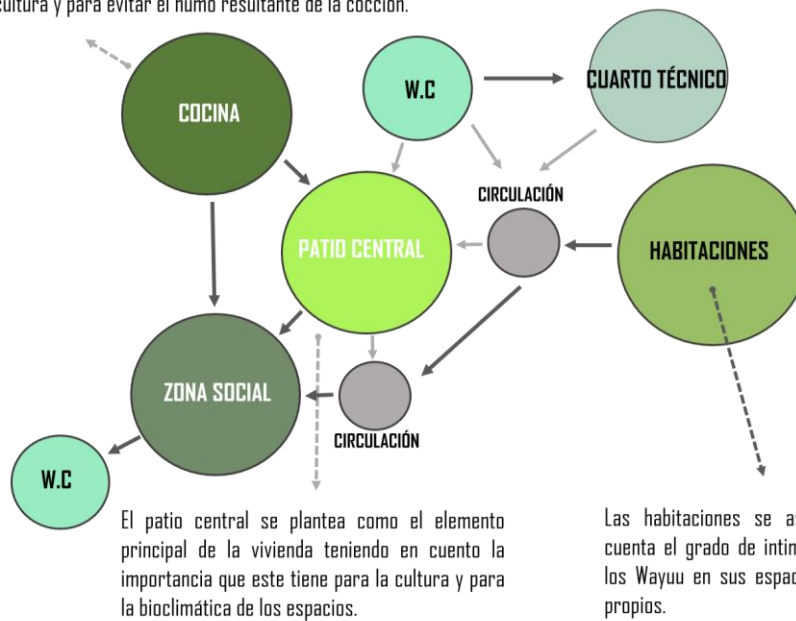 cultura y para evitar el humo resultante de la cocción.
COCINA
W.C
CUARTO TÉCNICO
CIRCULACIÓN
PATIO CENTRAL
HABITACIONES
ZONA SOCIAL
CIRCULACIÓN
W.C
El patio central se plantea como el elemento
principal de la vivienda teniendo en cuento la
importancia que este tiene para la cultura y para
la bioclimática de los espacios.
Las habitaciones se
cuenta el grado de
los Wayuu en sus
propios.